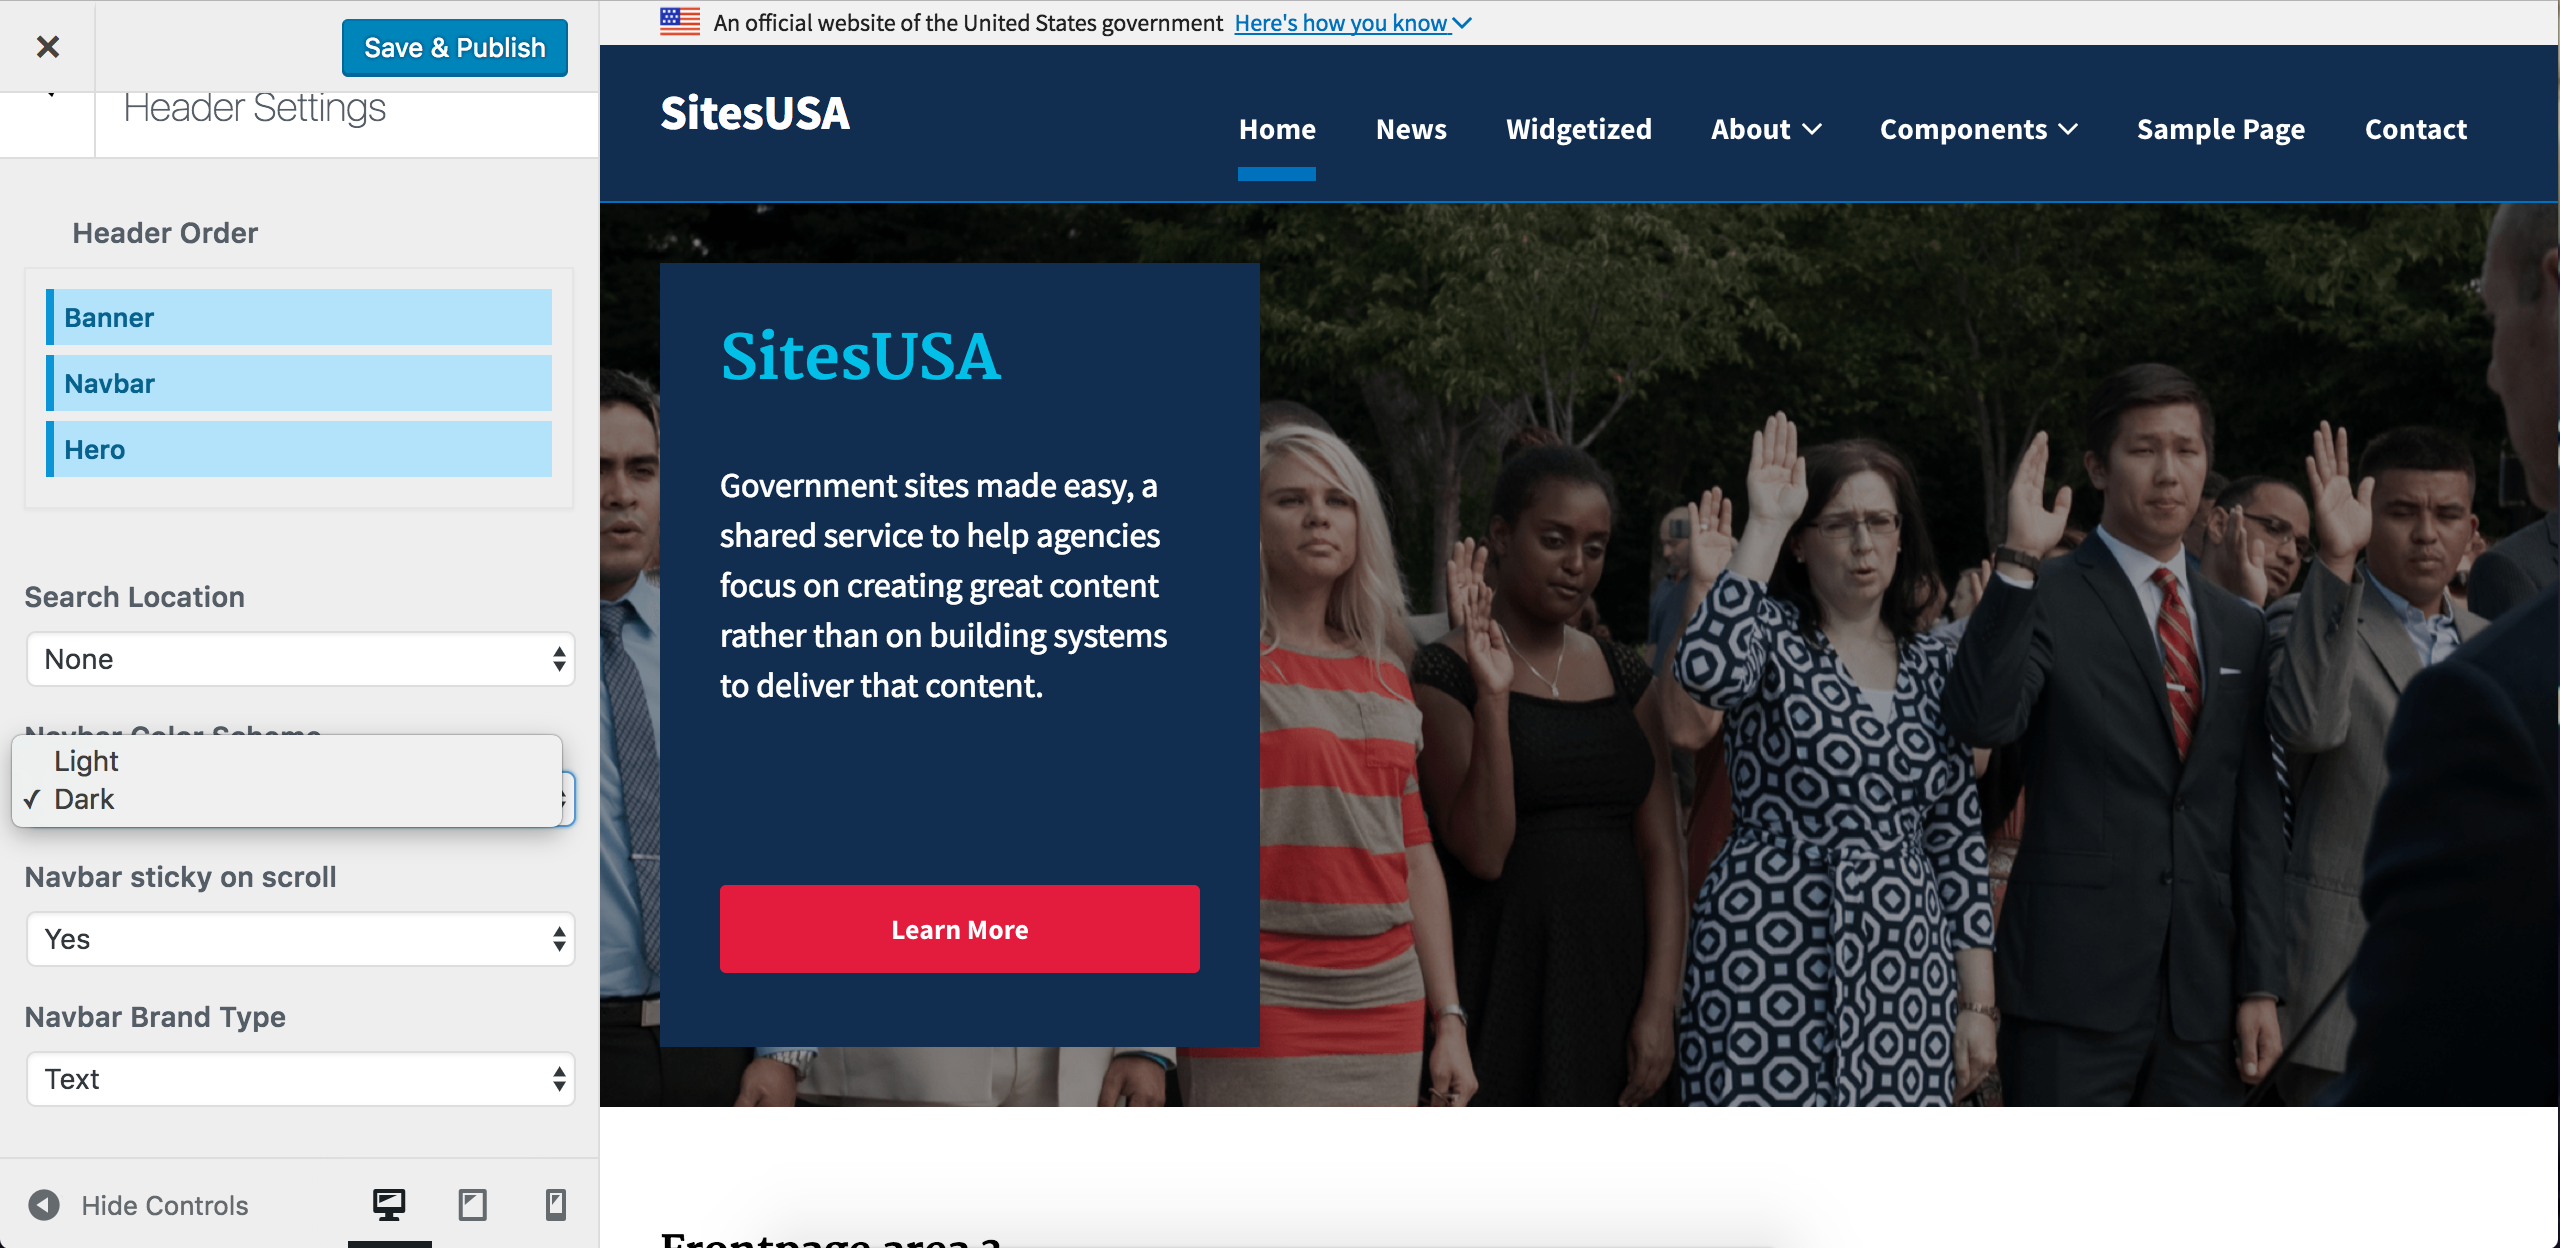 Save & Publish
Header Settings
Header Order
Banner
Navbar
Hero
Search Location
None
Navbar Color Scheme
Light
✓ Dark
Navbar sticky on scroll
Yes
Navbar Brand Type
Text
Hide Controls
An official website of the United States government Here's how you know
SitesUSA
Home News Widgetized About Components Sample Page Contact
SitesUSA
Government sites made easy, a
shared service to help agencies
focus on creating great content
rather than on building systems
to deliver that content.
Learn More
Frontpage area 2